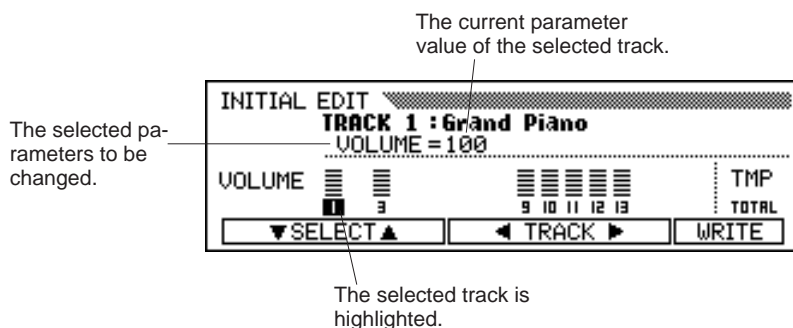 The current parameter
value of the selected track.
INITIAL EDIT
TRACK 1 : Grand Piano
VOLUME = 100
The selected pa-
rameters to be
changed.
VOLUME
TMP
1 3 9 10 11 12 13 TOTAL
▼SELECT▲ ◀ TRACK ▶ WRITE
The selected track is
highlighted.